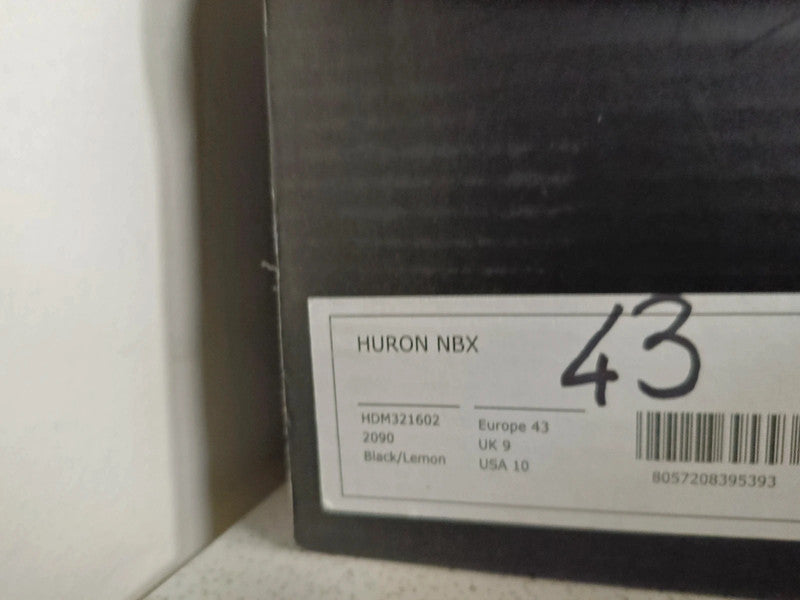 HURON NBX
43
HDM321602
2090
Black/Lemon
Europe 43
UK 9
USA 10
8057208395393